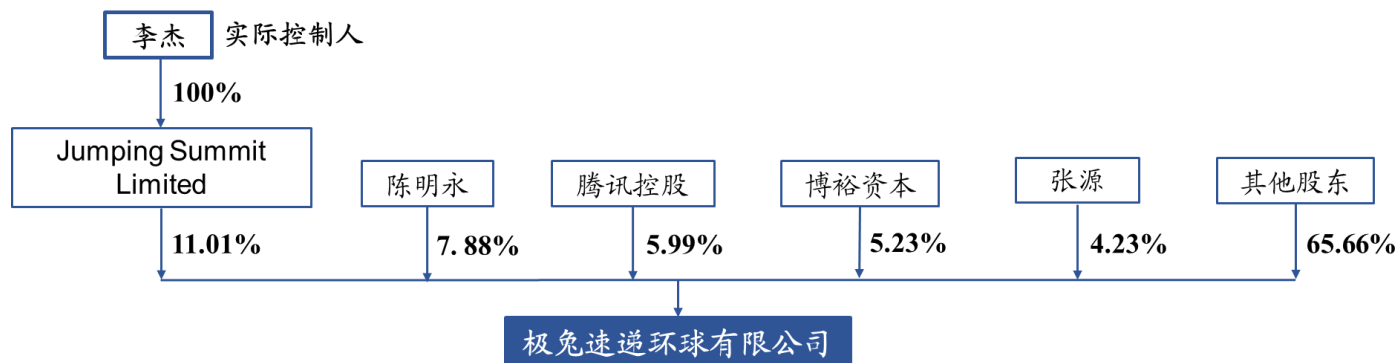 李杰 实际控制人
100%
Jumping Summit
Limited
陈明永
腾讯控股
博裕资本
张源
其他股东
11.01%
7.88%
5.99%
5.23%
4.23%
65.66%
极兔速递环球有限公司